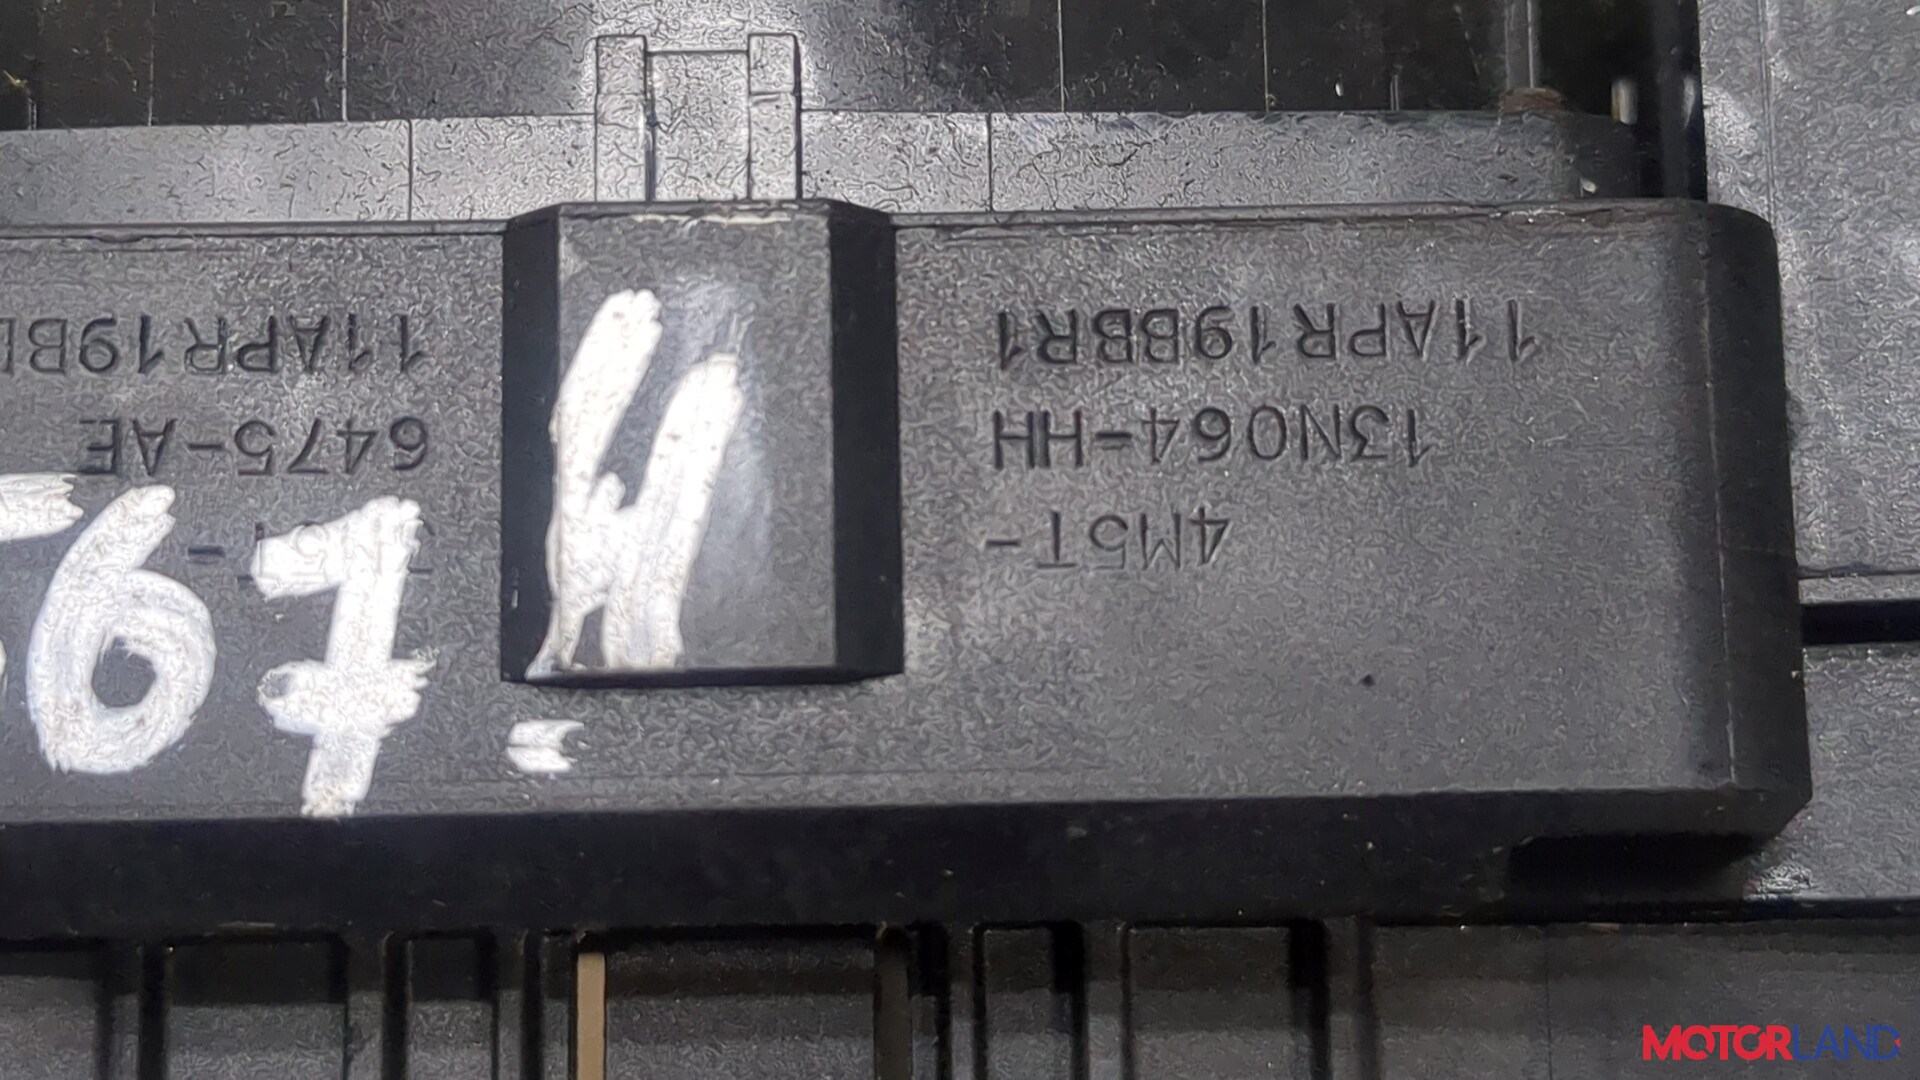 4M5T-
13N064-HH
11APR19BBR1
6475-AE
11APR19B
67-
MOTORLAND